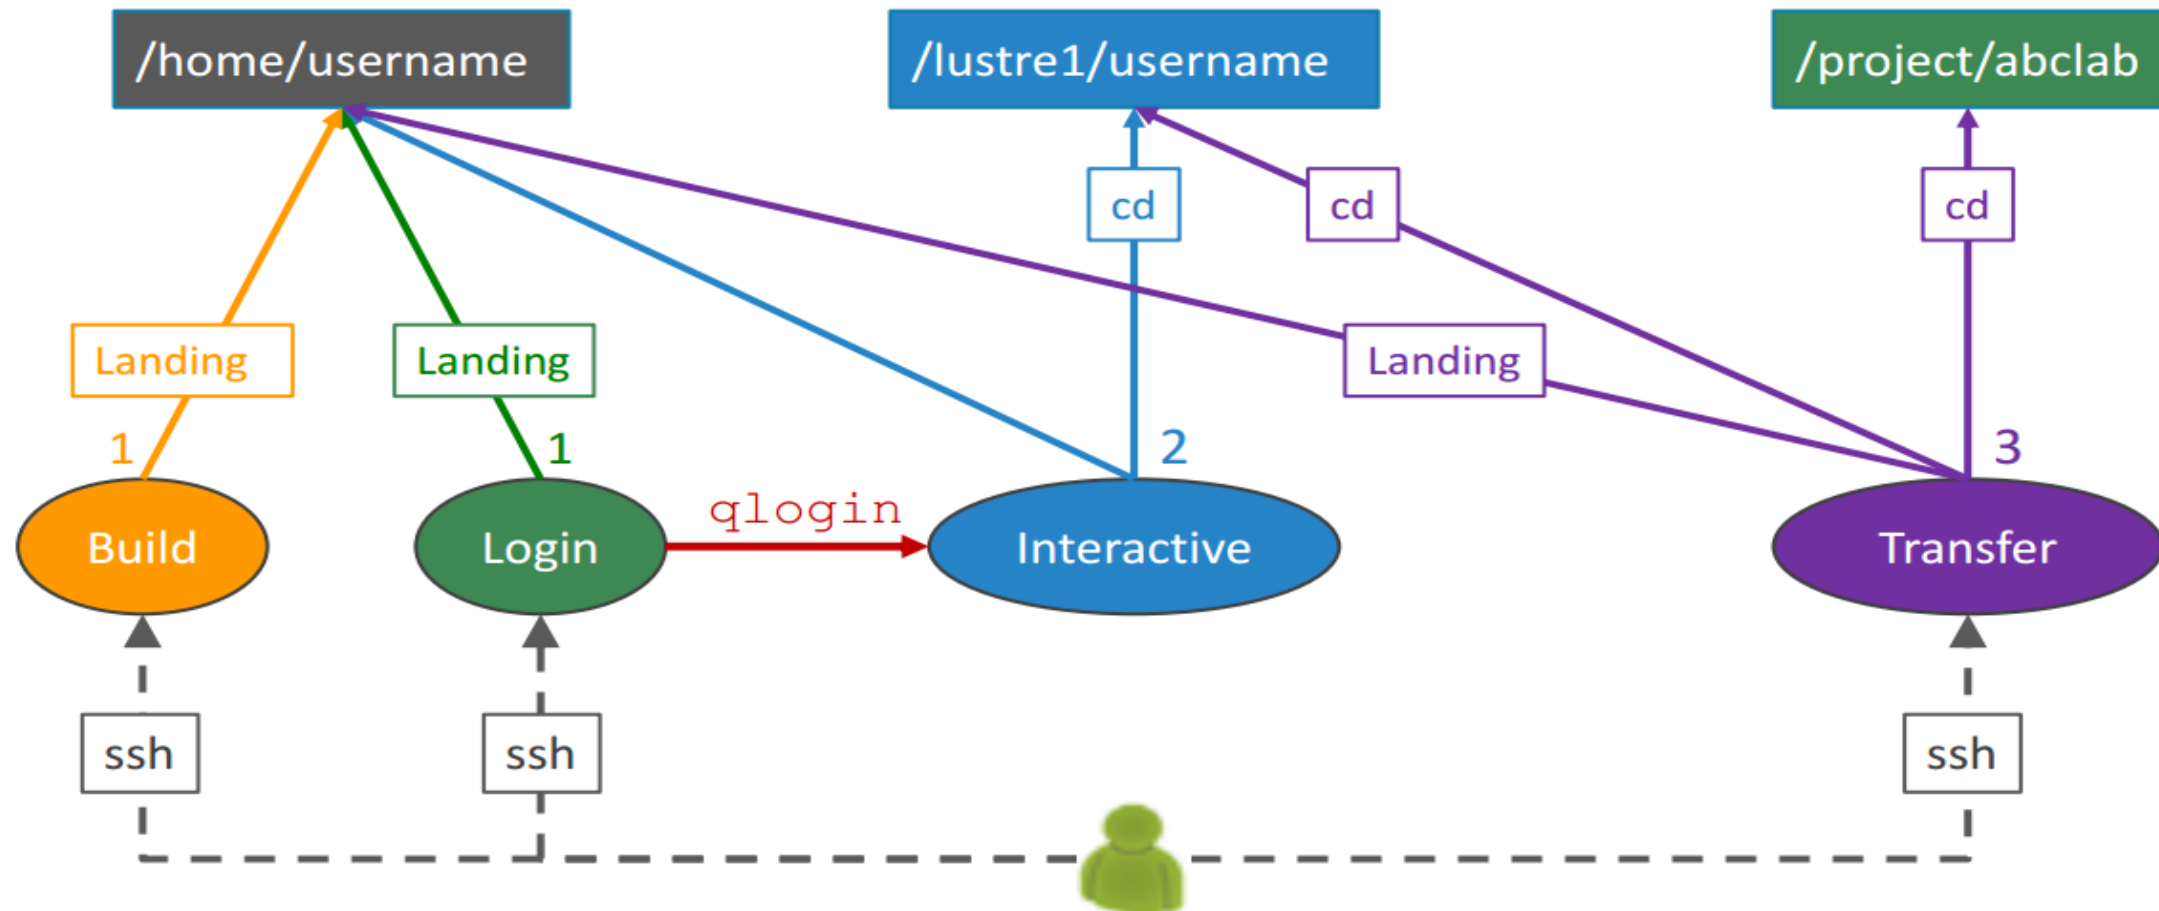 /home/username
/lustre1/username
/project/abclab
cd
cd
cd
Landing
Landing
Landing
1
1
2
3
qlogin
Build
Login
Interactive
Transfer
ssh
ssh
ssh